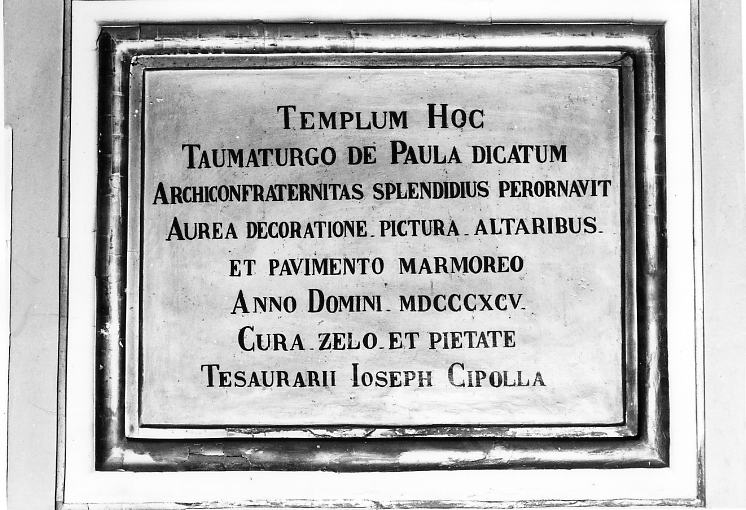 TEMPLUM HOC
TAUMATURGO DE PAULA DICATUM
ARCHICONFRATERNITAS SPLENDIDIUS PERORNAVIT
AUREA DECORATIONE - PICTURA - ALTARIBUS -
ET PAVIMENTO MARMOREO
ANNO DOMINI - MDCCCXCV -
CURA - ZELO - ET PIETATE
TESAURARII IOSEPH CIPOLLA